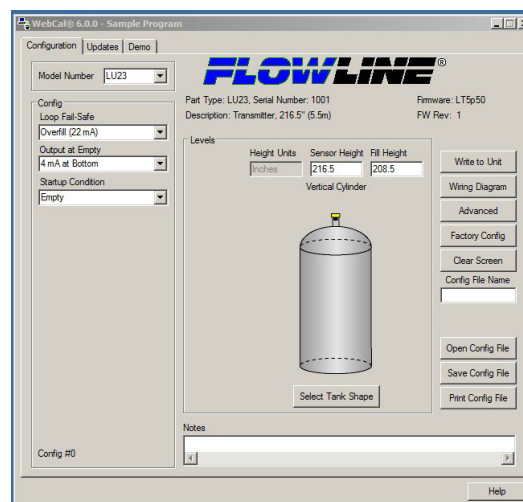 WebCal® 6.0.0 - Sample Program
Configuration Updates Demo
Model Number LU23
FLOWLINE®
Part Type: LU23, Serial Number: 1001 Firmware: LT5p50
Description: Transmitter, 216.5" (5.5m) FW Rev: 1
Config
Loop Fail-Safe
Overfill (22 mA)
Output at Empty
4 mA at Bottom
Startup Condition
Empty
Config #0
Levels
Height Units Sensor Height Fill Height
Inches 216.5 208.5
Vertical Cylinder
Select Tank Shape
Write to Unit
Wiring Diagram
Advanced
Factory Config
Clear Screen
Config File Name
Open Config File
Save Config File
Print Config File
Notes
Help